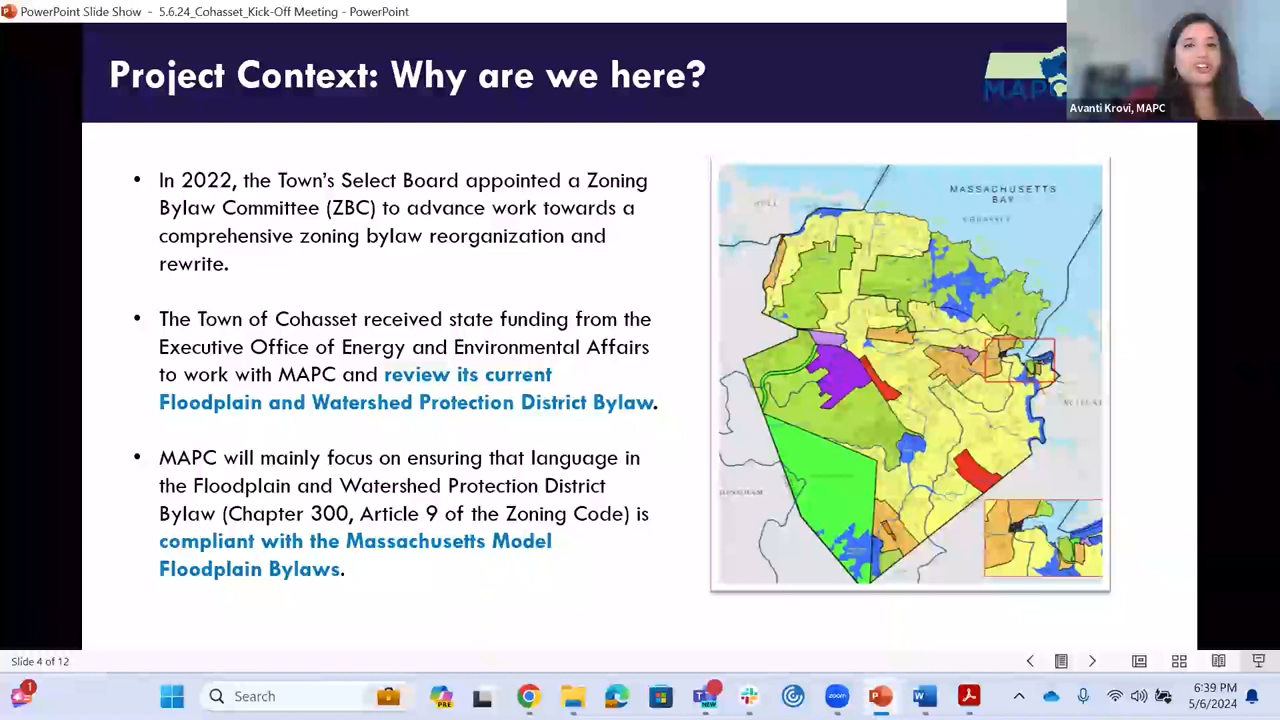 PowerPoint Slide Show - 5.6.24_Cohasset_Kick-Off Meeting - PowerPoint
Project Context: Why are we here?
MAPC
Avanti Krovi, MAPC
• In 2022, the Town's Select Board appointed a Zoning
Bylaw Committee (ZBC) to advance work towards a
comprehensive zoning bylaw reorganization and
rewrite.
• The Town of Cohasset received state funding from the
Executive Office of Energy and Environmental Affairs
to work with MAPC and review its current
Floodplain and Watershed Protection District Bylaw.
• MAPC will mainly focus on ensuring that language in
the Floodplain and Watershed Protection District
Bylaw (Chapter 300, Article 9 of the Zoning Code) is
compliant with the Massachusetts Model
Floodplain Bylaws.
MASSACHUSETTS
BAY
COHASSET
HULL
Slide 4 of 12
1
Search
PRE
NEW
zoom
6:39 PM
5/6/2024